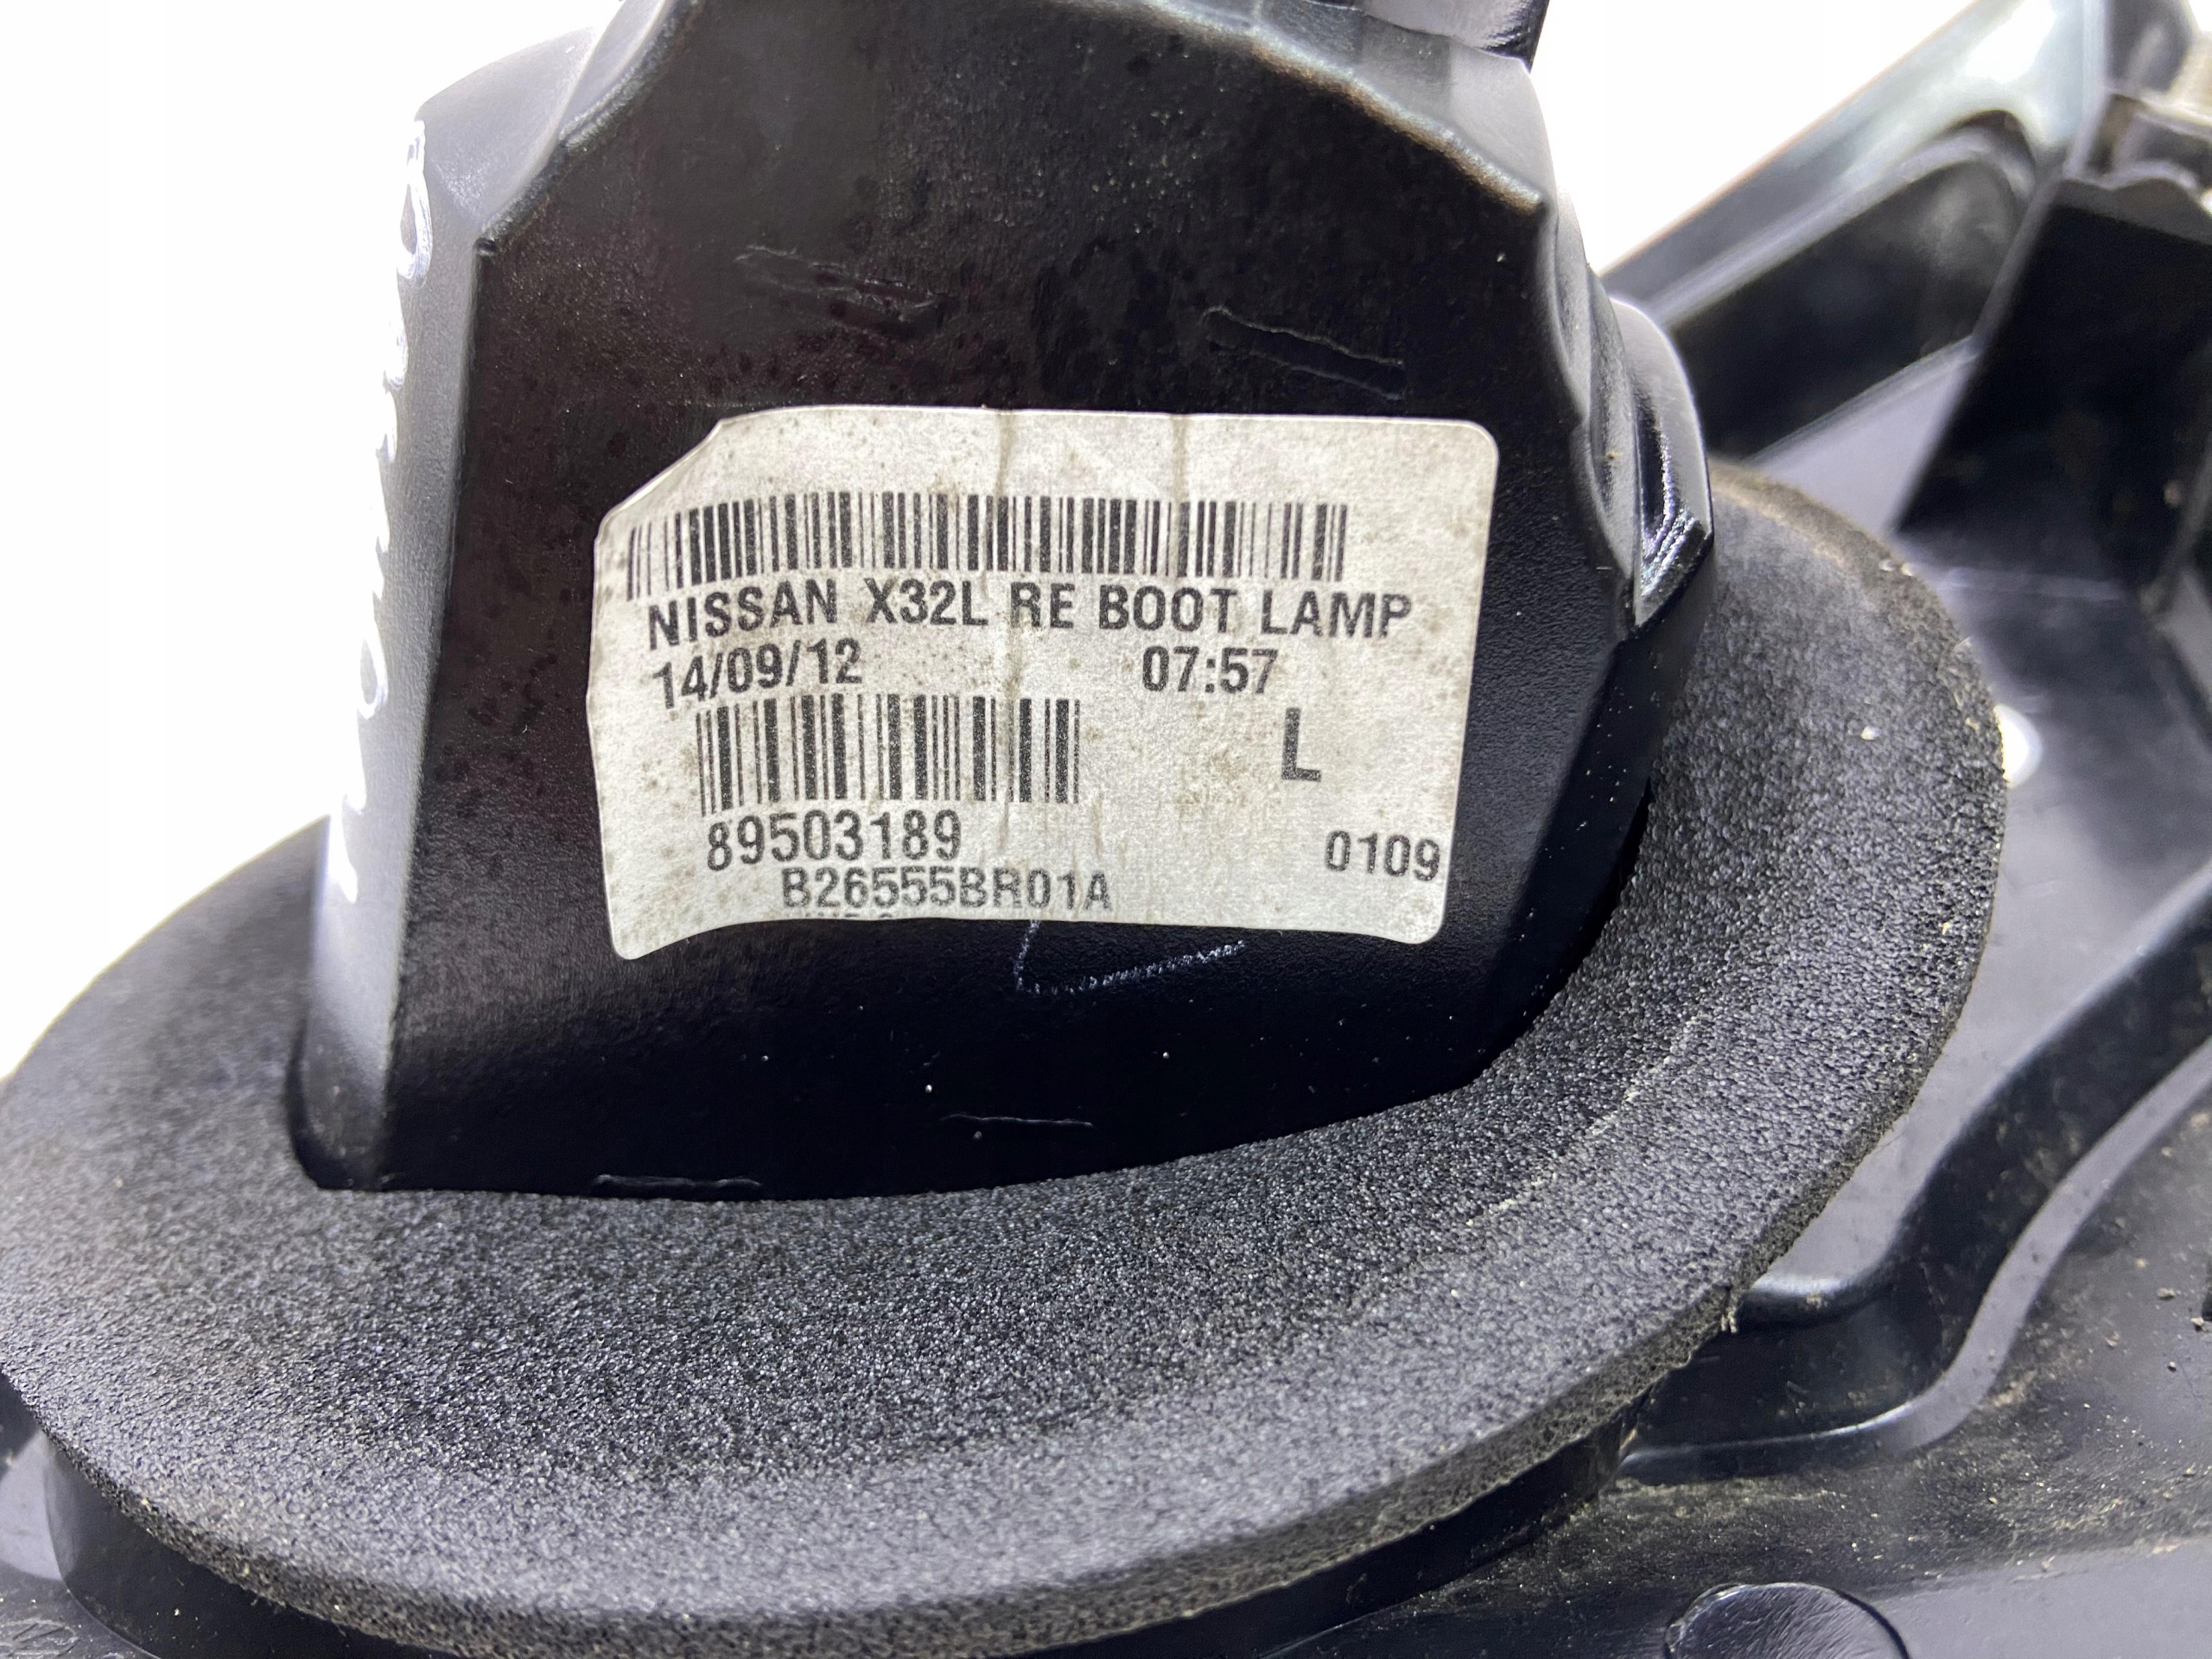 NISSAN X32L RE BOOT LAMP
14/09/12 07:57
L
89503189 0109
B26555BR01A